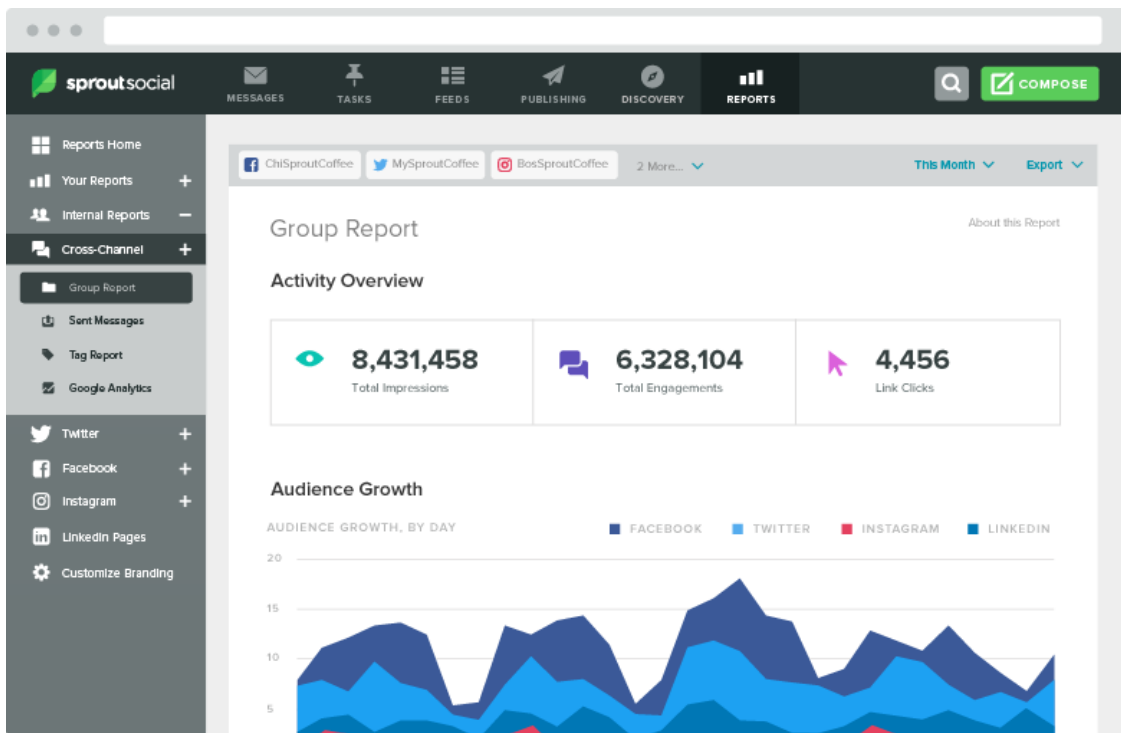 sproutsocial
MESSAGES
TASKS
FEEDS
PUBLISHING
DISCOVERY
REPORTS
COMPOSE
Reports Home
Your Reports +
Internal Reports −
Cross-Channel +
Group Report
Sent Messages
Tag Report
Google Analytics
Twitter +
Facebook +
Instagram +
LinkedIn Pages
Customize Branding
ChiSproutCoffee
MySproutCoffee
BosSproutCoffee
2 More...
This Month
Export
Group Report
About this Report
Activity Overview
8,431,458
Total Impressions
6,328,104
Total Engagements
4,456
Link Clicks
Audience Growth
AUDIENCE GROWTH, BY DAY
FACEBOOK
TWITTER
INSTAGRAM
LINKEDIN
20
15
10
5